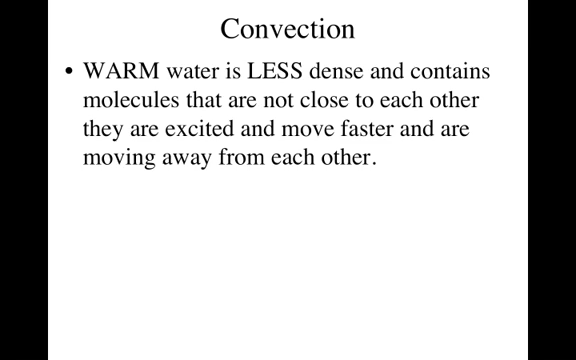 Convection
• WARM water is LESS dense and contains
molecules that are not close to each other
they are excited and move faster and are
moving away from each other.